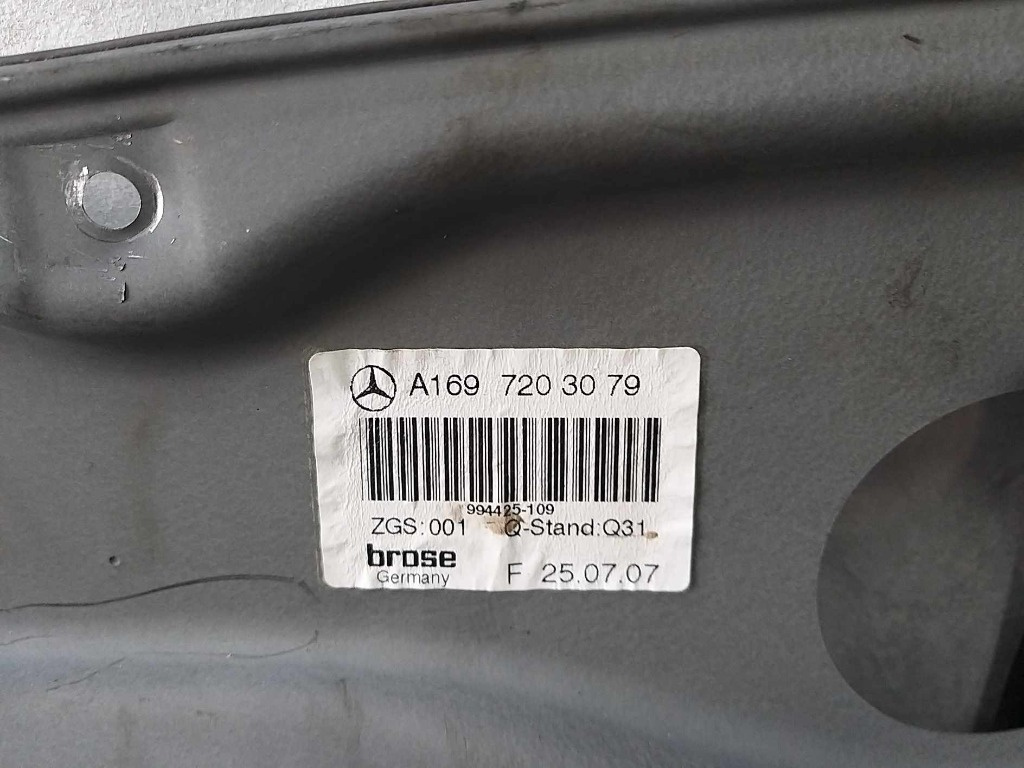 A169 720 30 79
994425-109
ZGS:001 Q-Stand:Q31
brose
Germany F 25.07.07